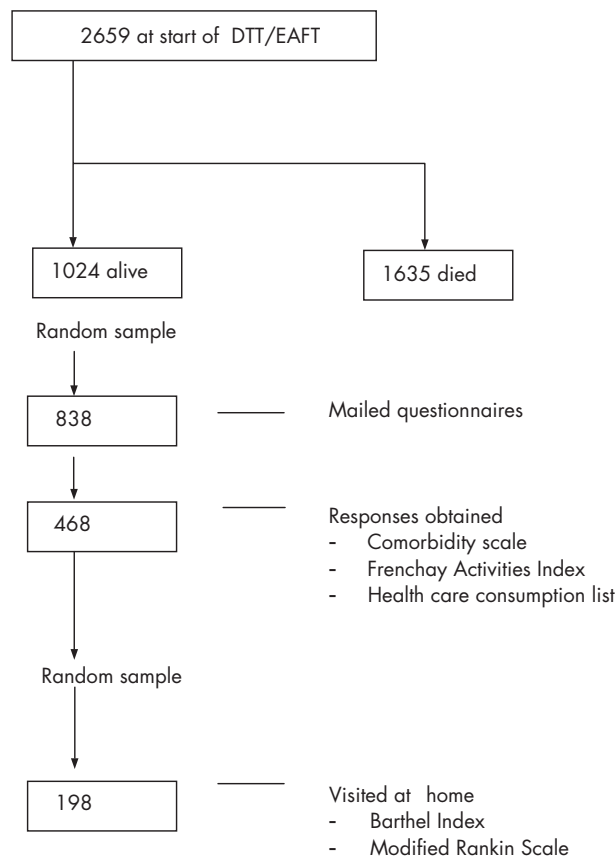 2659 at start of DTT/EAFT
1024 alive
1635 died
Random sample
838
Mailed questionnaires
468
Responses obtained
- Comorbidity scale
- Frenchay Activities Index
- Health care consumption list
Random sample
198
Visited at home
- Barthel Index
- Modified Rankin Scale